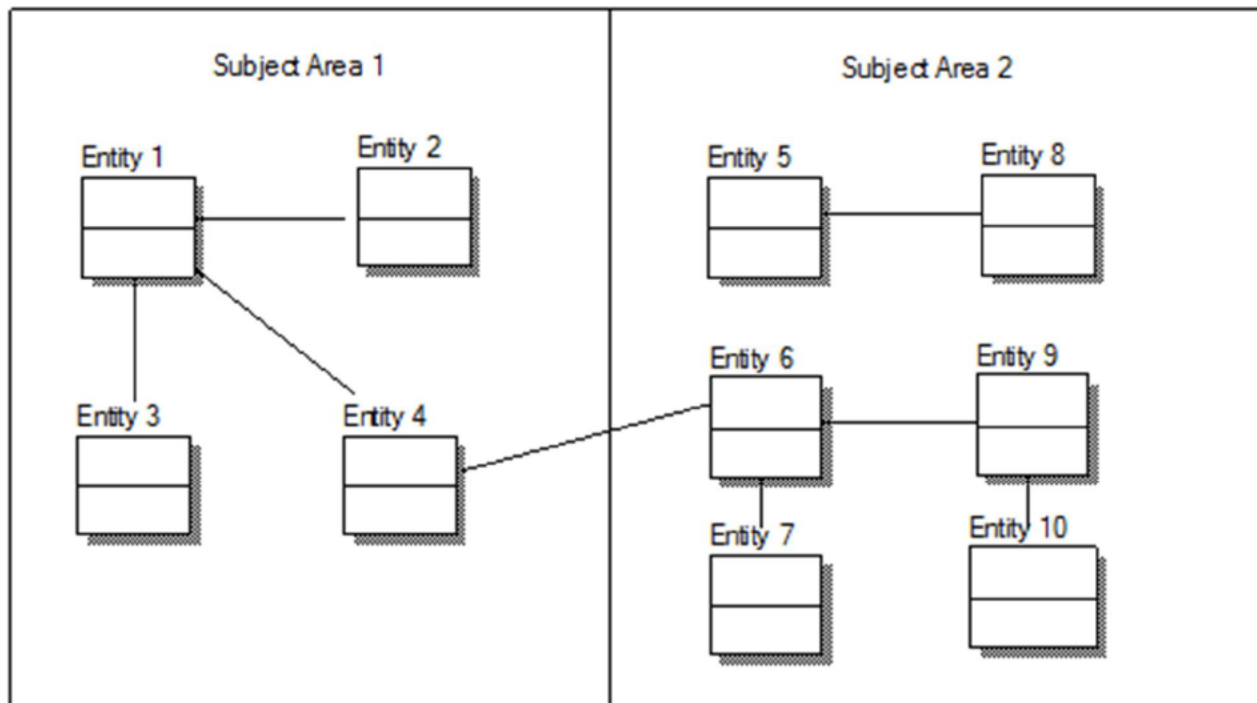 Subject Area 1
Subject Area 2
Entity 1
Entity 2
Entity 3
Entity 4
Entity 5
Entity 8
Entity 6
Entity 9
Entity 7
Entity 10